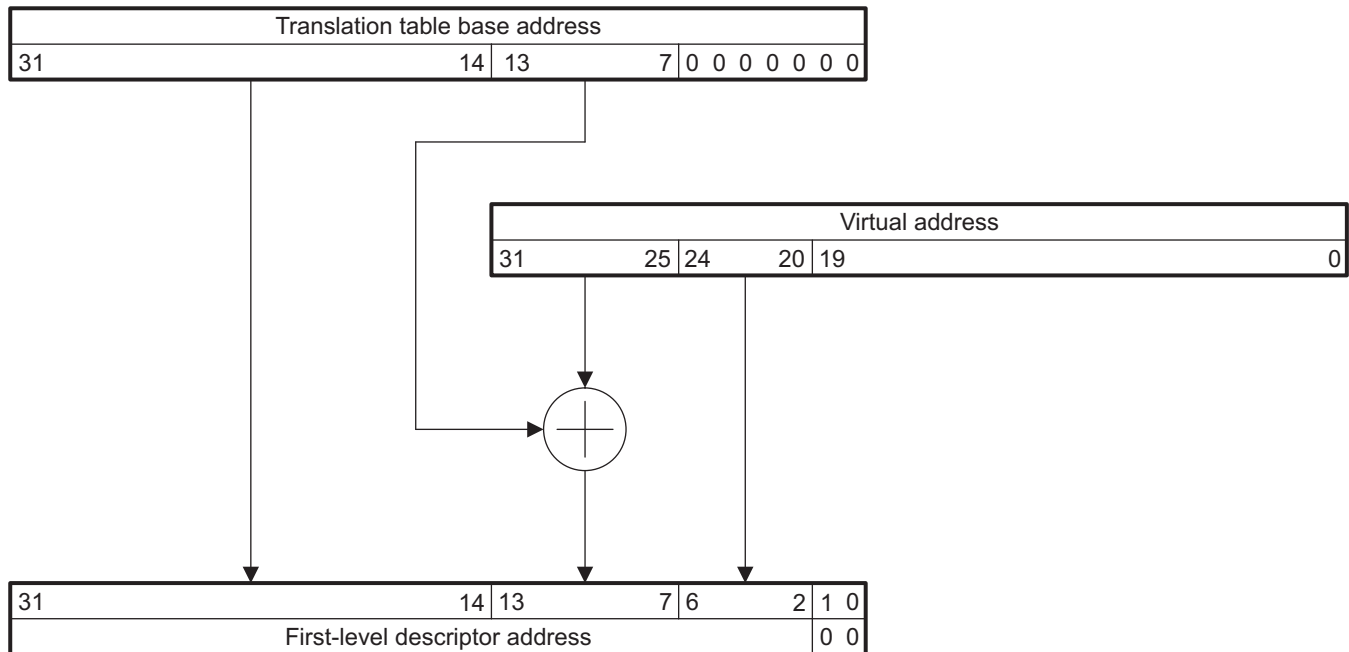 Translation table base address
31 14 13 7 0 0 0 0 0 0 0
Virtual address
31 25 24 20 19 0
31 14 13 7 6 2 1 0
First-level descriptor address 0 0